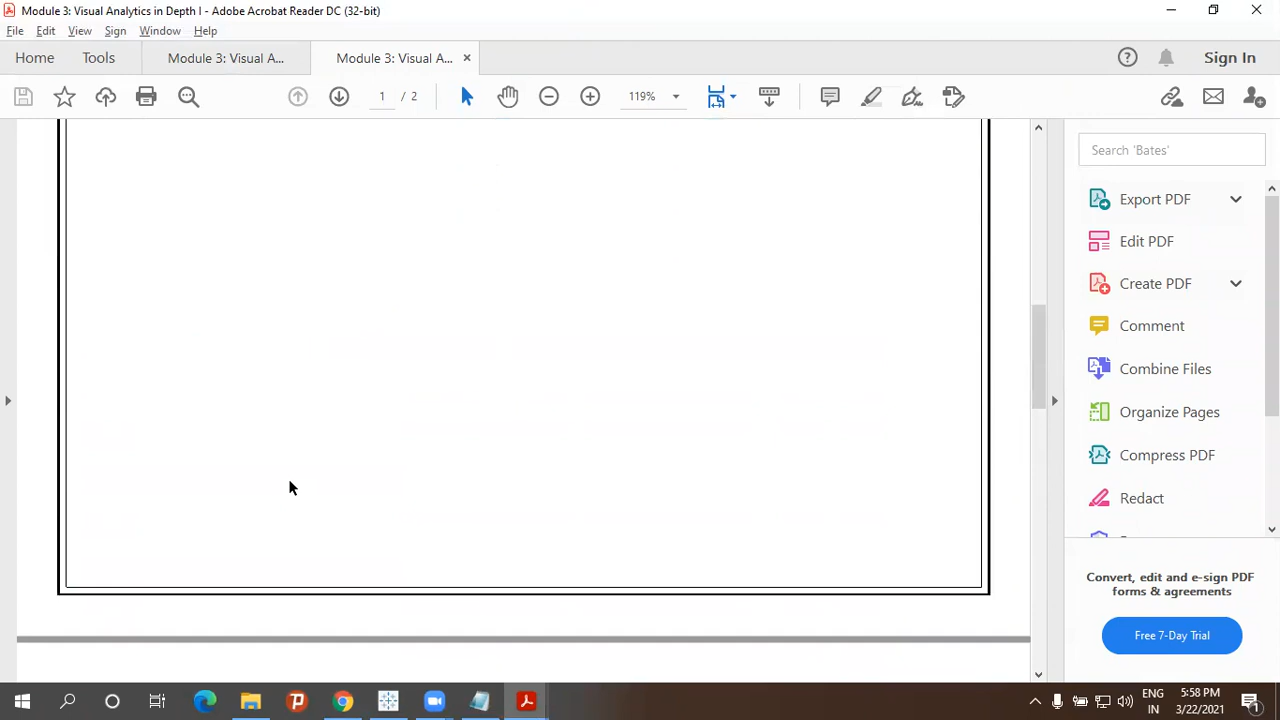 Module 3: Visual Analytics in Depth I - Adobe Acrobat Reader DC (32-bit)
File Edit View Sign Window Help
Home Tools Module 3: Visual A... Module 3: Visual A... × Sign In
1 / 2 119%
Search 'Bates'
Export PDF
Edit PDF
Create PDF
Comment
Combine Files
Organize Pages
Compress PDF
Redact
Convert, edit and e-sign PDF
forms & agreements
Free 7-Day Trial
ENG 5:58 PM
IN 3/22/2021
1